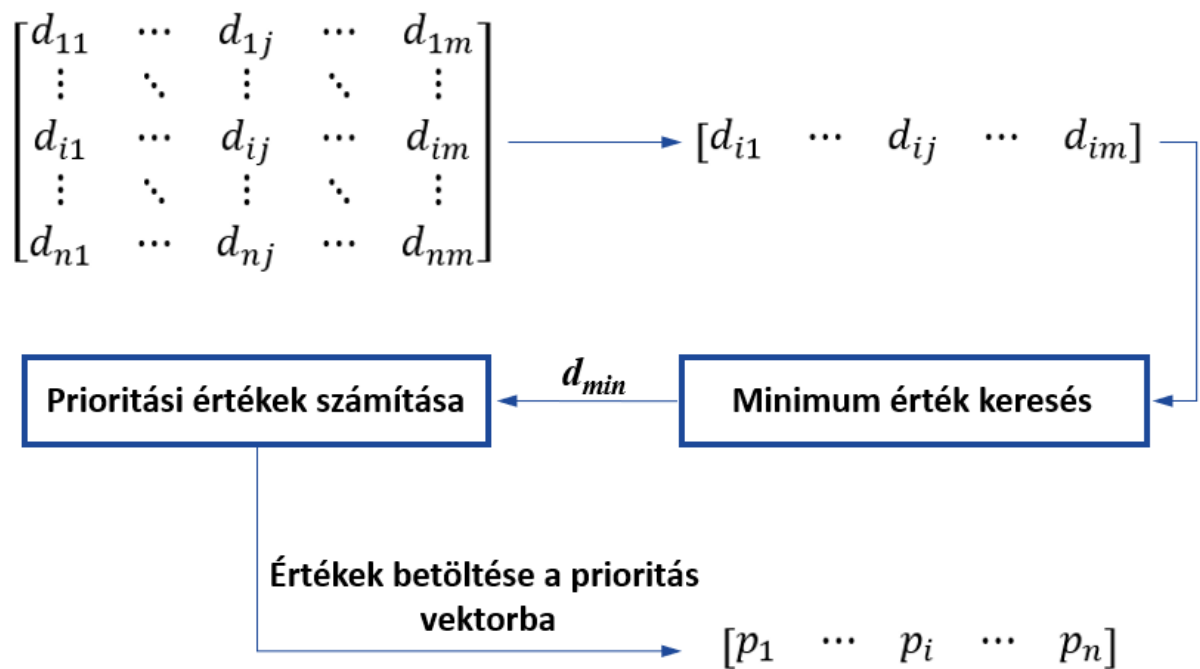 d11 ⋯ d1j ⋯ d1m
⋮ ⋱ ⋮ ⋱ ⋮
di1 ⋯ dij ⋯ dim
⋮ ⋱ ⋮ ⋱ ⋮
dn1 ⋯ dnj ⋯ dnm
[di1 ⋯ dij ⋯ dim]
Minimum érték keresés
dmin
Prioritási értékek számítása
Értékek betöltése a prioritás
vektorba
[p1 ⋯ pi ⋯ pn]